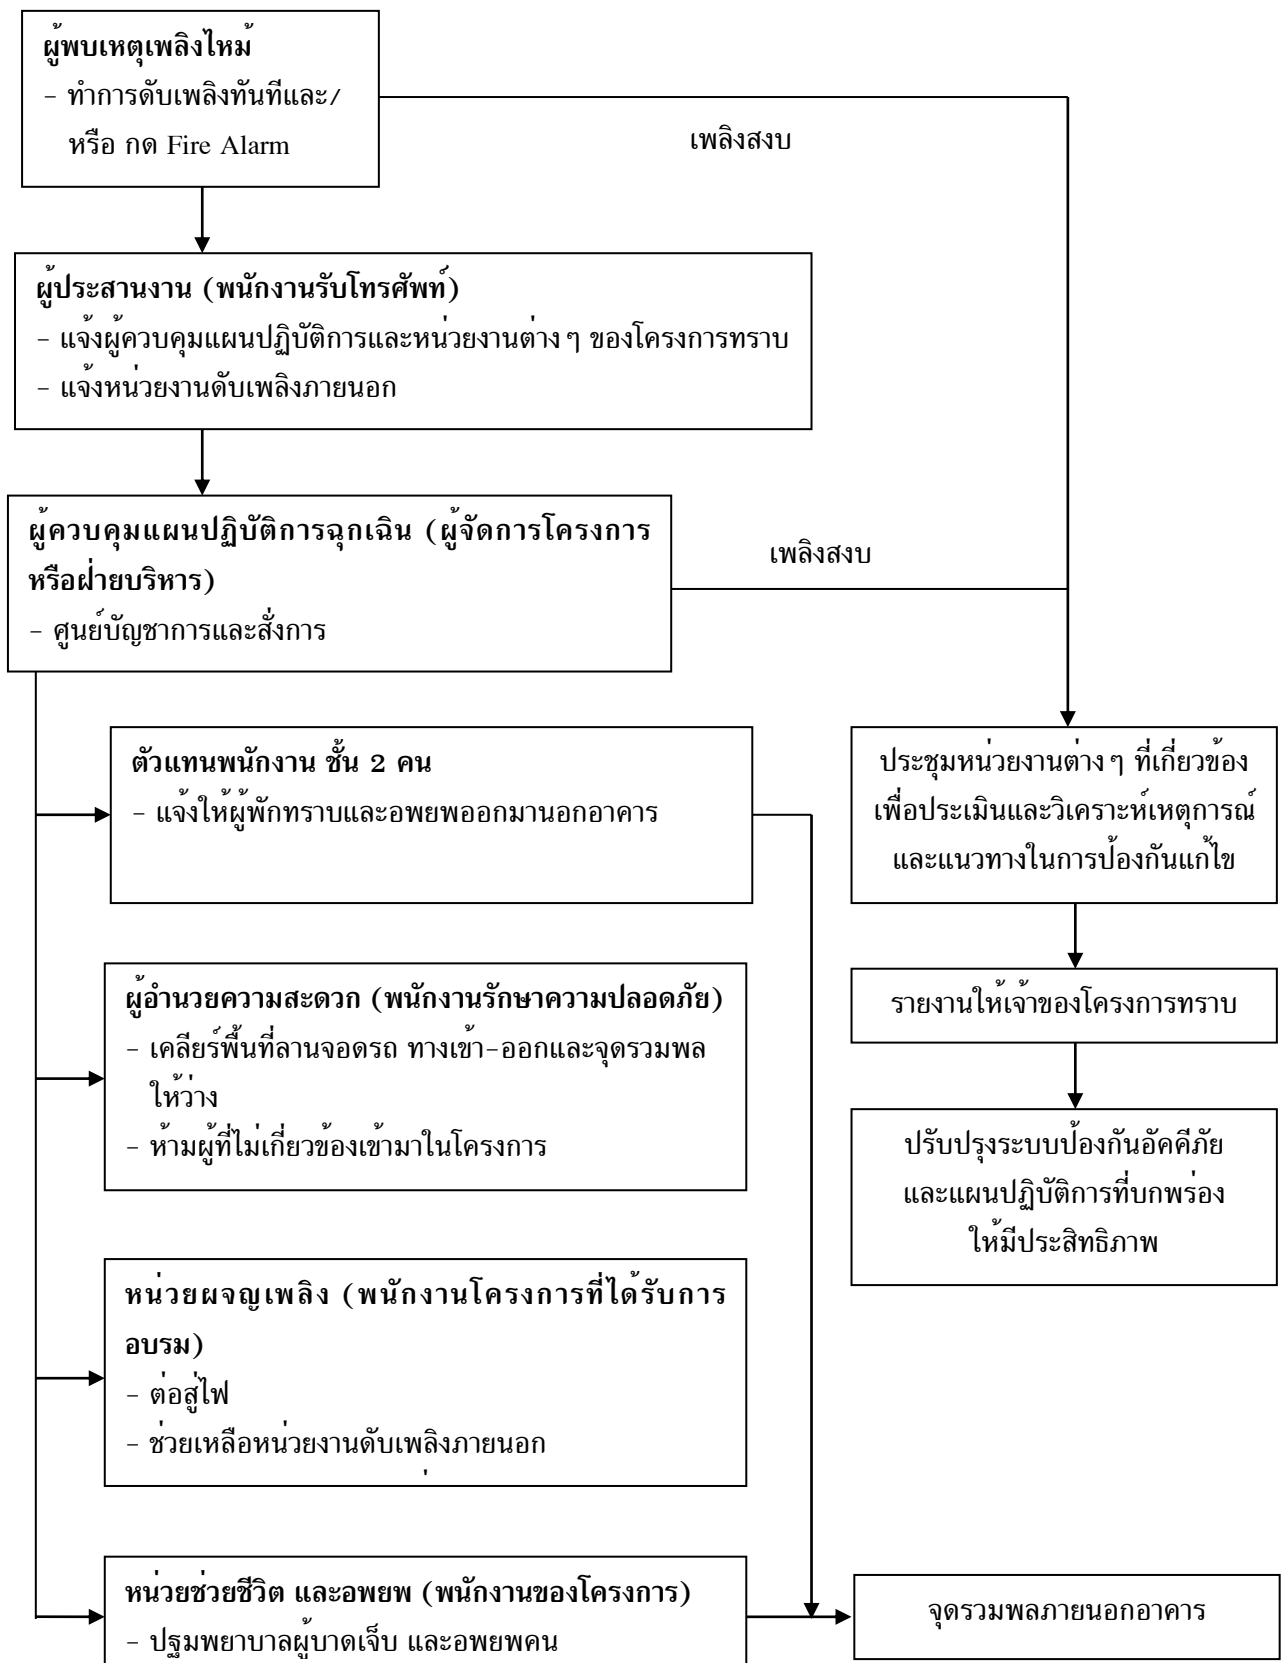 ผู้พบเหตุเพลิงไหม้
- ทำการดับเพลิงทันทีและ/
หรือ กด Fire Alarm
เพลิงสงบ
ผู้ประสานงาน (พนักงานรับโทรศัพท์)
- แจ้งผู้ควบคุมแผนปฏิบัติการและหน่วยงานต่าง ๆ ของโครงการทราบ
- แจ้งหน่วยงานดับเพลิงภายนอก
ผู้ควบคุมแผนปฏิบัติการฉุกเฉิน (ผู้จัดการโครงการ
หรือฝ่ายบริหาร)
- ศูนย์บัญชาการและสั่งการ
เพลิงสงบ
ตัวแทนพนักงาน ชั้น 2 คน
- แจ้งให้ผู้พักทราบและอพยพออกมานอกอาคาร
ประชุมหน่วยงานต่าง ๆ ที่เกี่ยวข้อง
เพื่อประเมินและวิเคราะห์เหตุการณ์
และแนวทางในการป้องกันแก้ไข
รายงานให้เจ้าของโครงการทราบ
ปรับปรุงระบบป้องกันอัคคีภัย
และแผนปฏิบัติการที่บกพร่อง
ให้มีประสิทธิภาพ
ผู้อำนวยความสะดวก (พนักงานรักษาความปลอดภัย)
- เคลียร์พื้นที่ลานจอดรถ ทางเข้า-ออกและจุดรวมพล
ให้ว่าง
- ห้ามผู้ที่ไม่เกี่ยวข้องเข้ามาในโครงการ
หน่วยผจญเพลิง (พนักงานโครงการที่ได้รับการ
อบรม)
- ต่อสู้ไฟ
- ช่วยเหลือหน่วยงานดับเพลิงภายนอก
หน่วยช่วยชีวิต และอพยพ (พนักงานของโครงการ)
- ปฐมพยาบาลผู้บาดเจ็บ และอพยพคน
จุดรวมพลภายนอกอาคาร